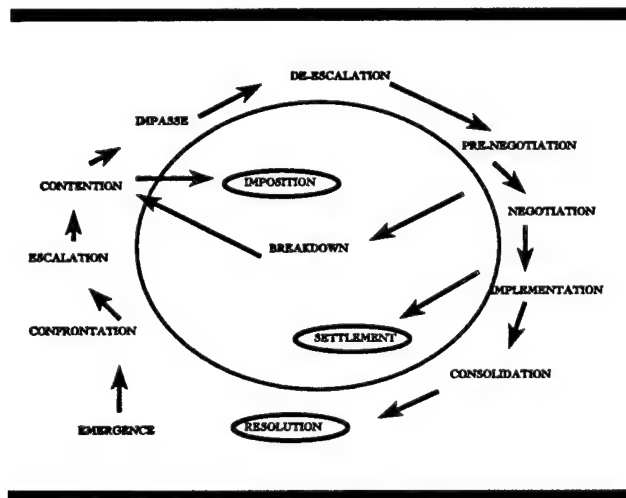 DE-ESCALATION
IMPASSE
PRE-NEGOTIATION
CONTENTION
IMPOSITION
NEGOTIATION
BREAKDOWN
ESCALATION
IMPLEMENTATION
CONFRONTATION
SETTLEMENT
CONSOLIDATION
RESOLUTION
EMERGENCE